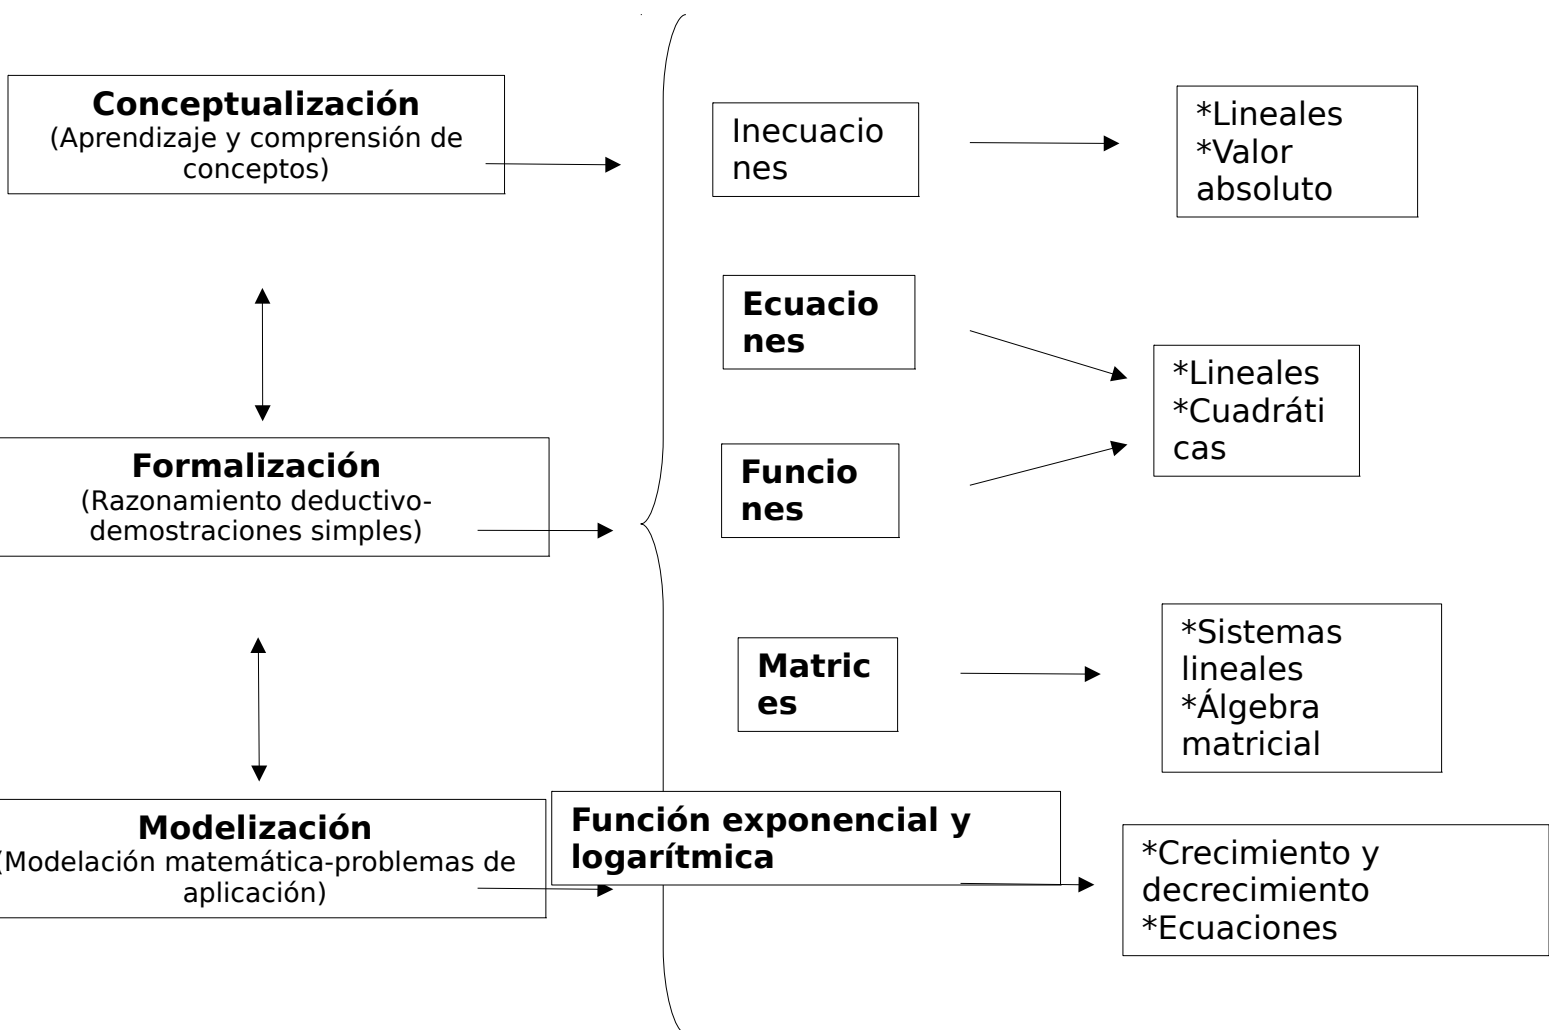 Conceptualización
(Aprendizaje y comprensión de
conceptos)
Inecuacio
nes
*Lineales
*Valor
absoluto
Ecuacio
nes
*Lineales
*Cuadráti
cas
Formalización
(Razonamiento deductivo-
demostraciones simples)
Funcio
nes
Matric
es
*Sistemas
lineales
*Álgebra
matricial
Modelización
(Modelación matemática-problemas de
aplicación)
Función exponencial y
logarítmica
*Crecimiento y
decrecimiento
*Ecuaciones